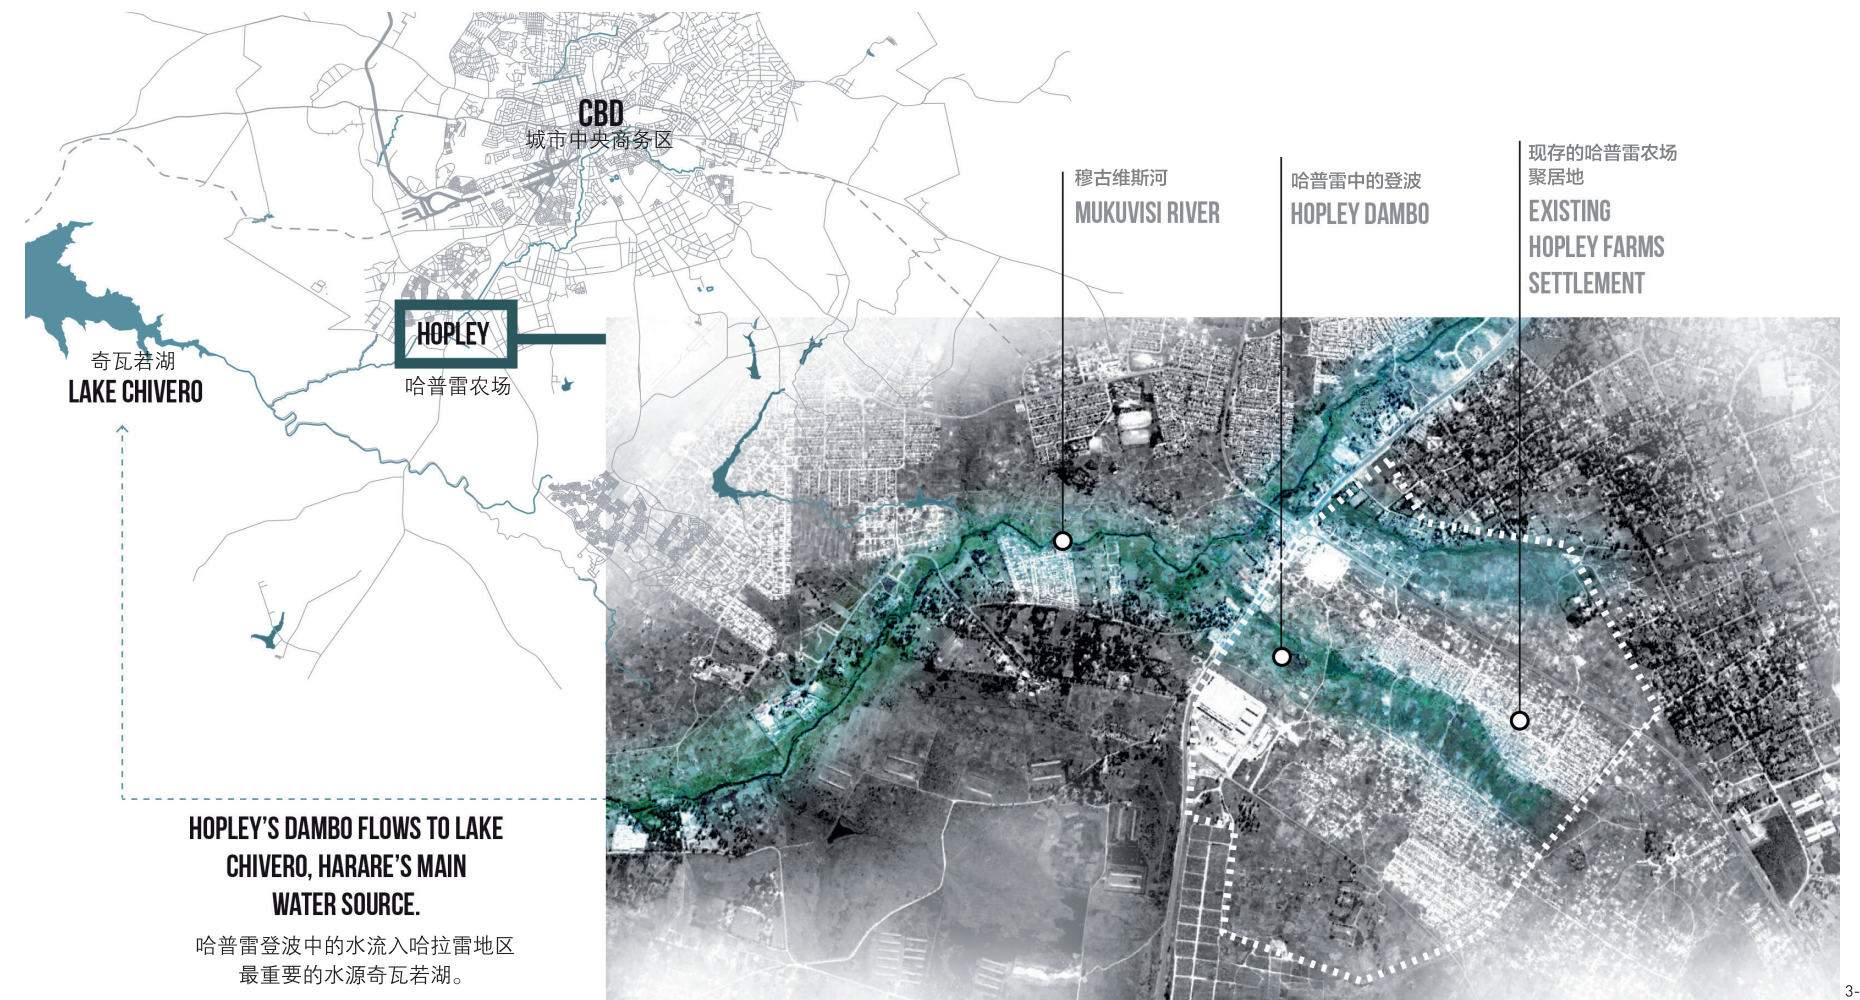 CBD
城市中央商务区
穆古维斯河
MUKUVISI RIVER
哈普雷中的登波
HOPLEY DAMBO
现存的哈普雷农场
聚居地
EXISTING
HOPLEY FARMS
SETTLEMENT
HOPLEY
哈普雷农场
奇瓦若湖
LAKE CHIVERO
HOPLEY'S DAMBO FLOWS TO LAKE
CHIVERO, HARARE'S MAIN
WATER SOURCE.
哈普雷登波中的水流入哈拉雷地区
最重要的水源奇瓦若湖。
3-